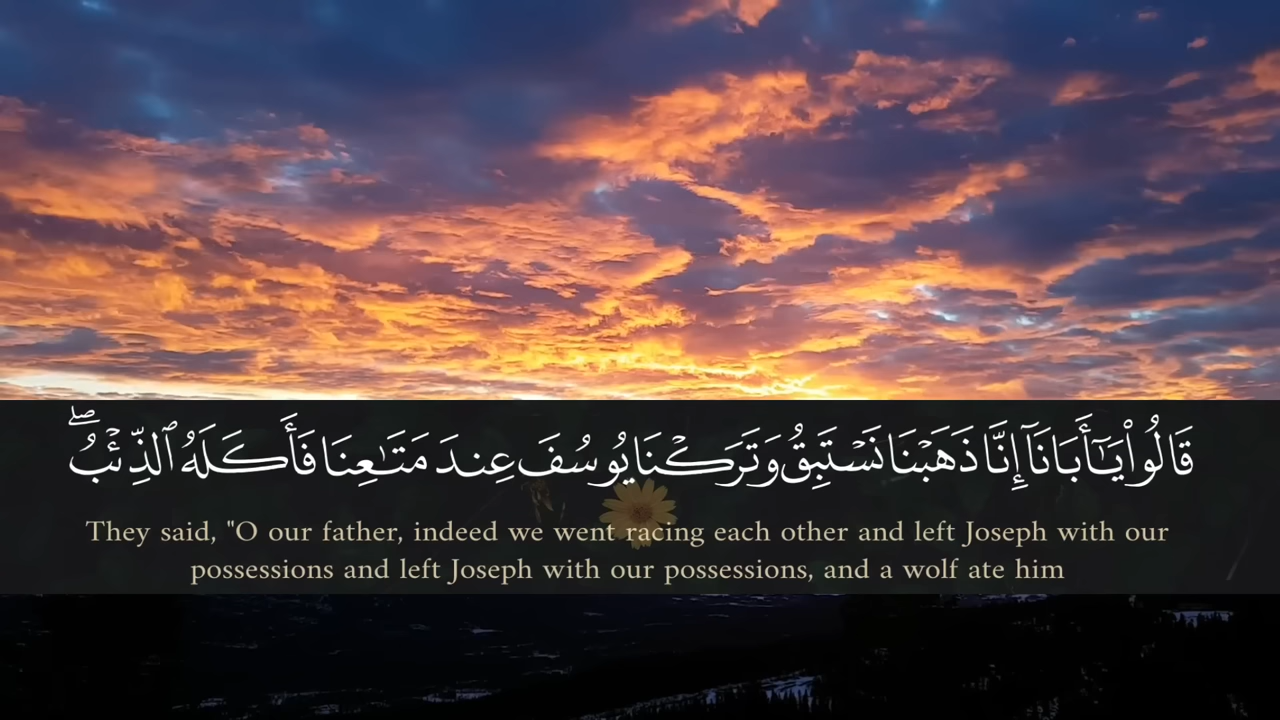 قَالُوا۟ يَـٰٓأَبَانَآ إِنَّا ذَهَبْنَا نَسْتَبِقُ وَتَرَكْنَا يُوسُفَ عِندَ مَتَـٰعِنَا فَأَكَلَهُ ٱلذِّئْبُ ۖ
They said, "O our father, indeed we went racing each other and left Joseph with our
possessions and left Joseph with our possessions, and a wolf ate him